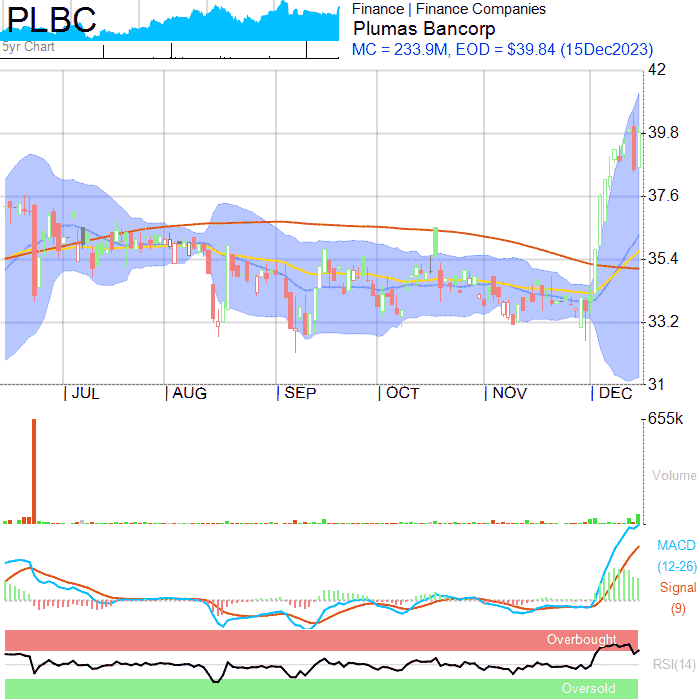 PLBC
5yr Chart
Finance | Finance Companies
Plumas Bancorp
MC = 233.9M, EOD = $39.84 (15Dec2023)
42
39.8
37.6
35.4
33.2
31
JUL AUG SEP OCT NOV DEC
655k
Volume
MACD
(12-26)
Signal
(9)
Overbought
RSI(14)
Oversold